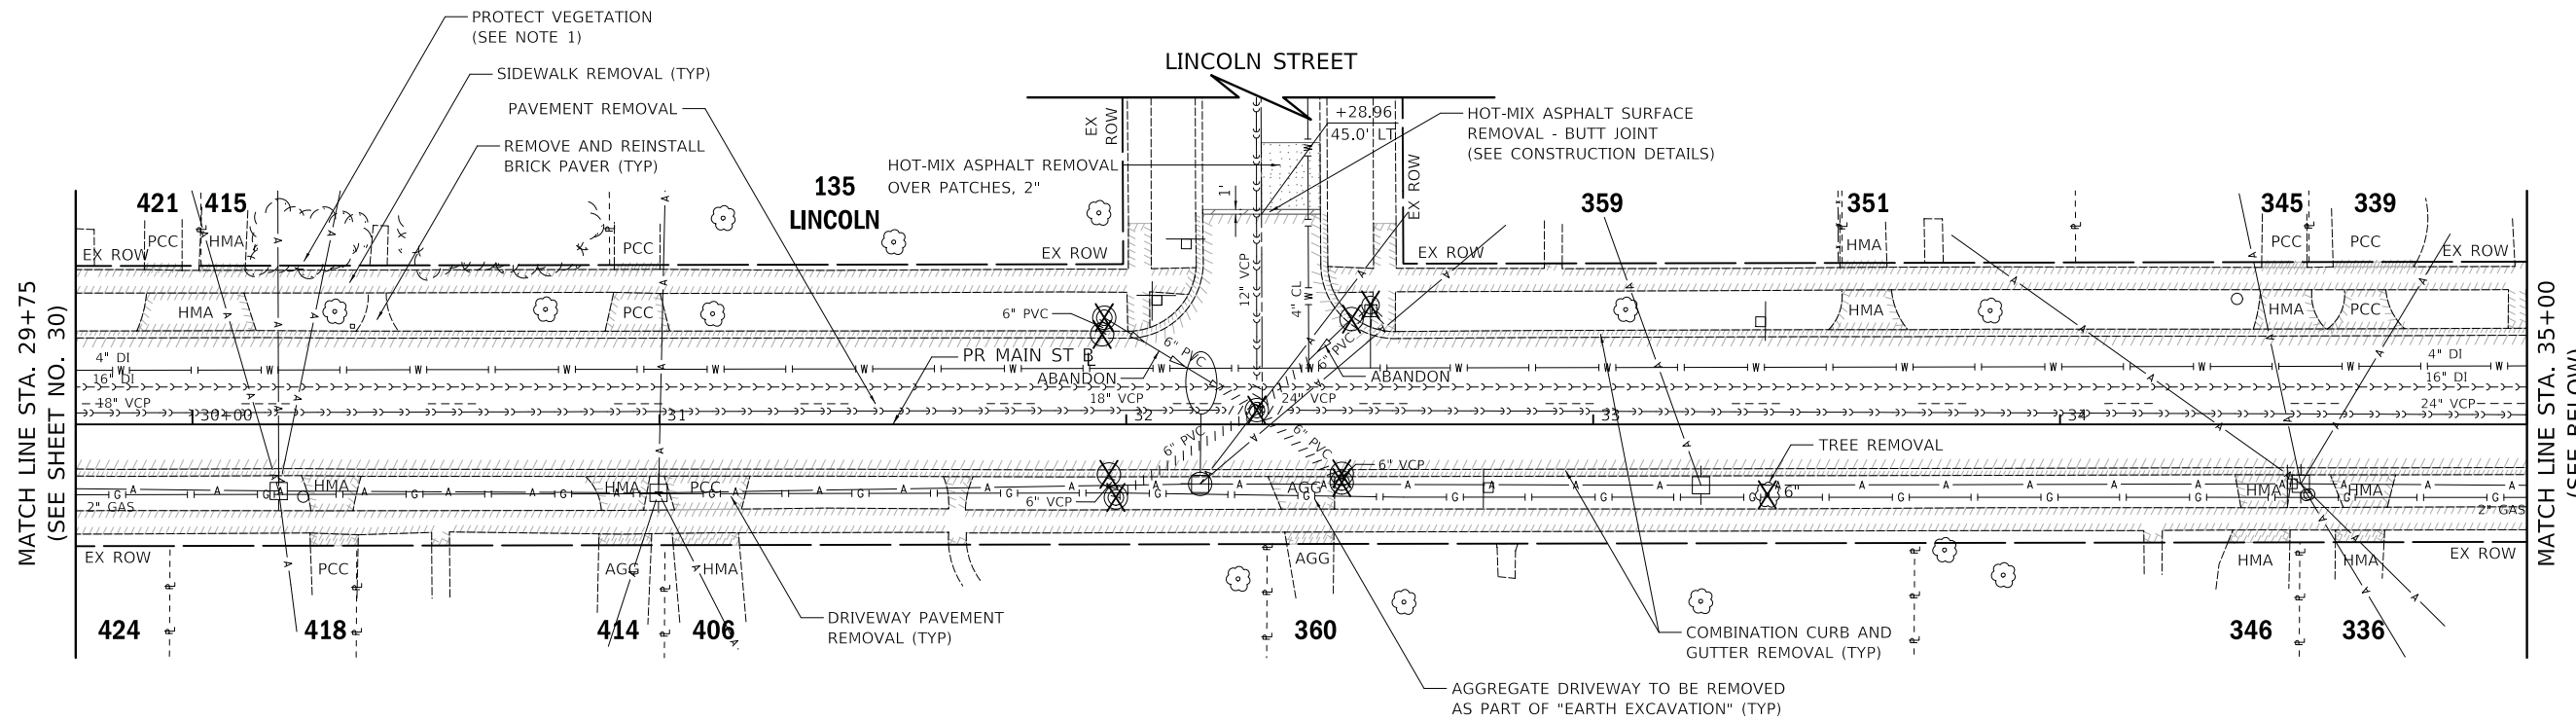 PROTECT VEGETATION
(SEE NOTE 1)
SIDEWALK REMOVAL (TYP)
PAVEMENT REMOVAL
REMOVE AND REINSTALL
BRICK PAVER (TYP)
LINCOLN STREET
+28.96
45.0' LT
HOT-MIX ASPHALT SURFACE
REMOVAL - BUTT JOINT
(SEE CONSTRUCTION DETAILS)
HOT-MIX ASPHALT REMOVAL
OVER PATCHES, 2"
EX
ROW
EX ROW
1'
135
LINCOLN
421
415
359
351
345
339
PCC
HMA
PCC
HMA
PCC
PCC
EX ROW
EX ROW
EX ROW
EX ROW
12" VCP
4" CL
HMA
PCC
HMA
HMA
PCC
6" PVC
6" PVC
6" PVC
PR MAIN ST B
L
ABANDON
ABANDON
4" DI
16" DI
18" VCP
18" VCP
24" VCP
4" DI
16" DI
24" VCP
30+00
31
32
33
34
MATCH LINE STA. 29+75
(SEE SHEET NO. 30)
MATCH LINE STA. 35+00
(SEE BELOW)
6" PVC
6" PVC
6" VCP
6" VCP
TREE REMOVAL
6"
HMA
HMA
PCC
AGG
HMA
HMA
2" GAS
2" GAS
EX ROW
EX ROW
PCC
AGG
HMA
AGG
HMA
HMA
424
418
414
406
360
346
336
DRIVEWAY PAVEMENT
REMOVAL (TYP)
COMBINATION CURB AND
GUTTER REMOVAL (TYP)
AGGREGATE DRIVEWAY TO BE REMOVED
AS PART OF "EARTH EXCAVATION" (TYP)